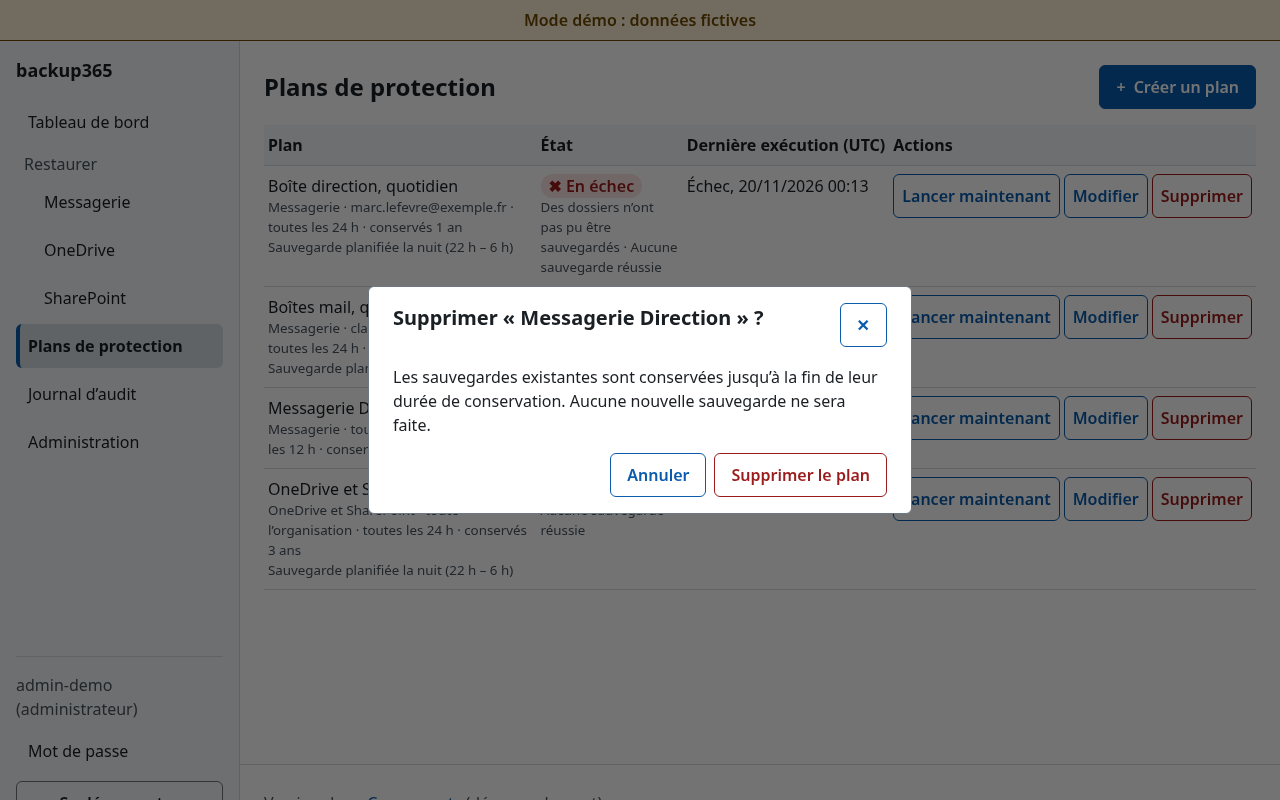 Mode démo : données fictives
backup365
Tableau de bord
Restaurer
Messagerie
OneDrive
SharePoint
Plans de protection
Journal d’audit
Administration
admin-demo
(administrateur)
Mot de passe
Plans de protection
+ Créer un plan
Plan État Dernière exécution (UTC) Actions
Boîte direction, quotidien
Messagerie · marc.lefevre@exemple.fr ·
toutes les 24 h · conservés 1 an
Sauvegarde planifiée la nuit (22 h – 6 h)
✖ En échec
Des dossiers n’ont
pas pu être
sauvegardés · Aucune
sauvegarde réussie
Échec, 20/11/2026 00:13
Lancer maintenant Modifier Supprimer
Boîtes mail,
Messagerie ·
toutes les 24 h ·
Sauvegarde
maintenant Modifier Supprimer
Messagerie
Messagerie ·
les 12 h ·
maintenant Modifier Supprimer
OneDrive et
OneDrive et
l’organisation · toutes les 24 h · conservés
3 ans
Sauvegarde planifiée la nuit (22 h – 6 h)
réussie
maintenant Modifier Supprimer
Supprimer « Messagerie Direction » ?
×
Les sauvegardes existantes sont conservées jusqu’à la fin de leur
durée de conservation. Aucune nouvelle sauvegarde ne sera
faite.
Annuler Supprimer le plan